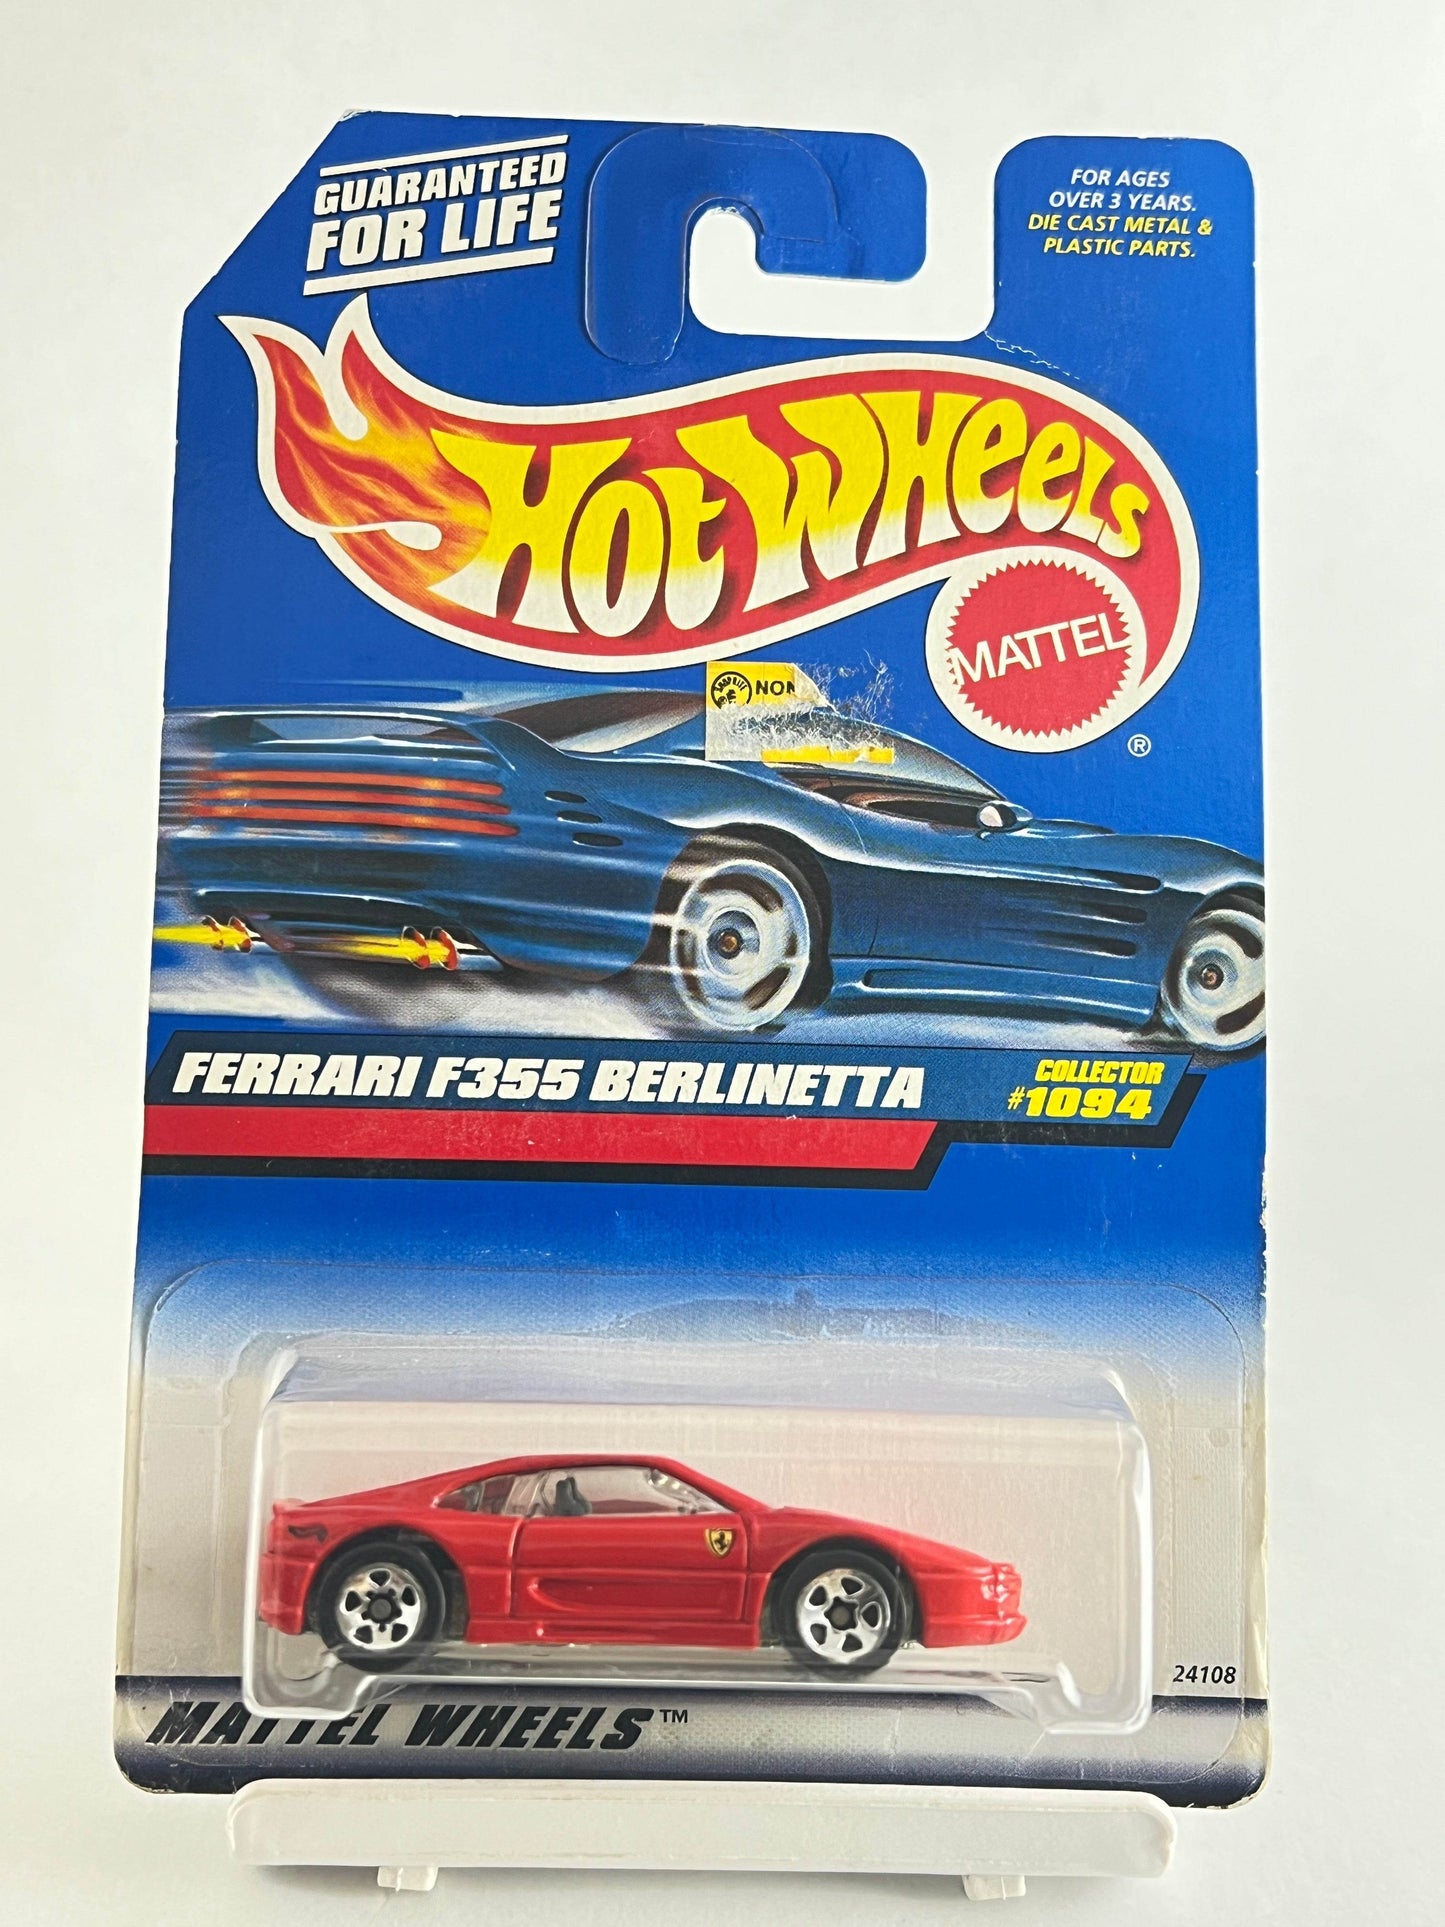 GUARANTEED
FOR LIFE
FOR AGES
OVER 3 YEARS.
DIE CAST METAL &
PLASTIC PARTS.
HOT WHEELS
MATTEL
®
FERRARI F355 BERLINETTA
COLLECTOR
#1094
24108
MATTEL WHEELS™